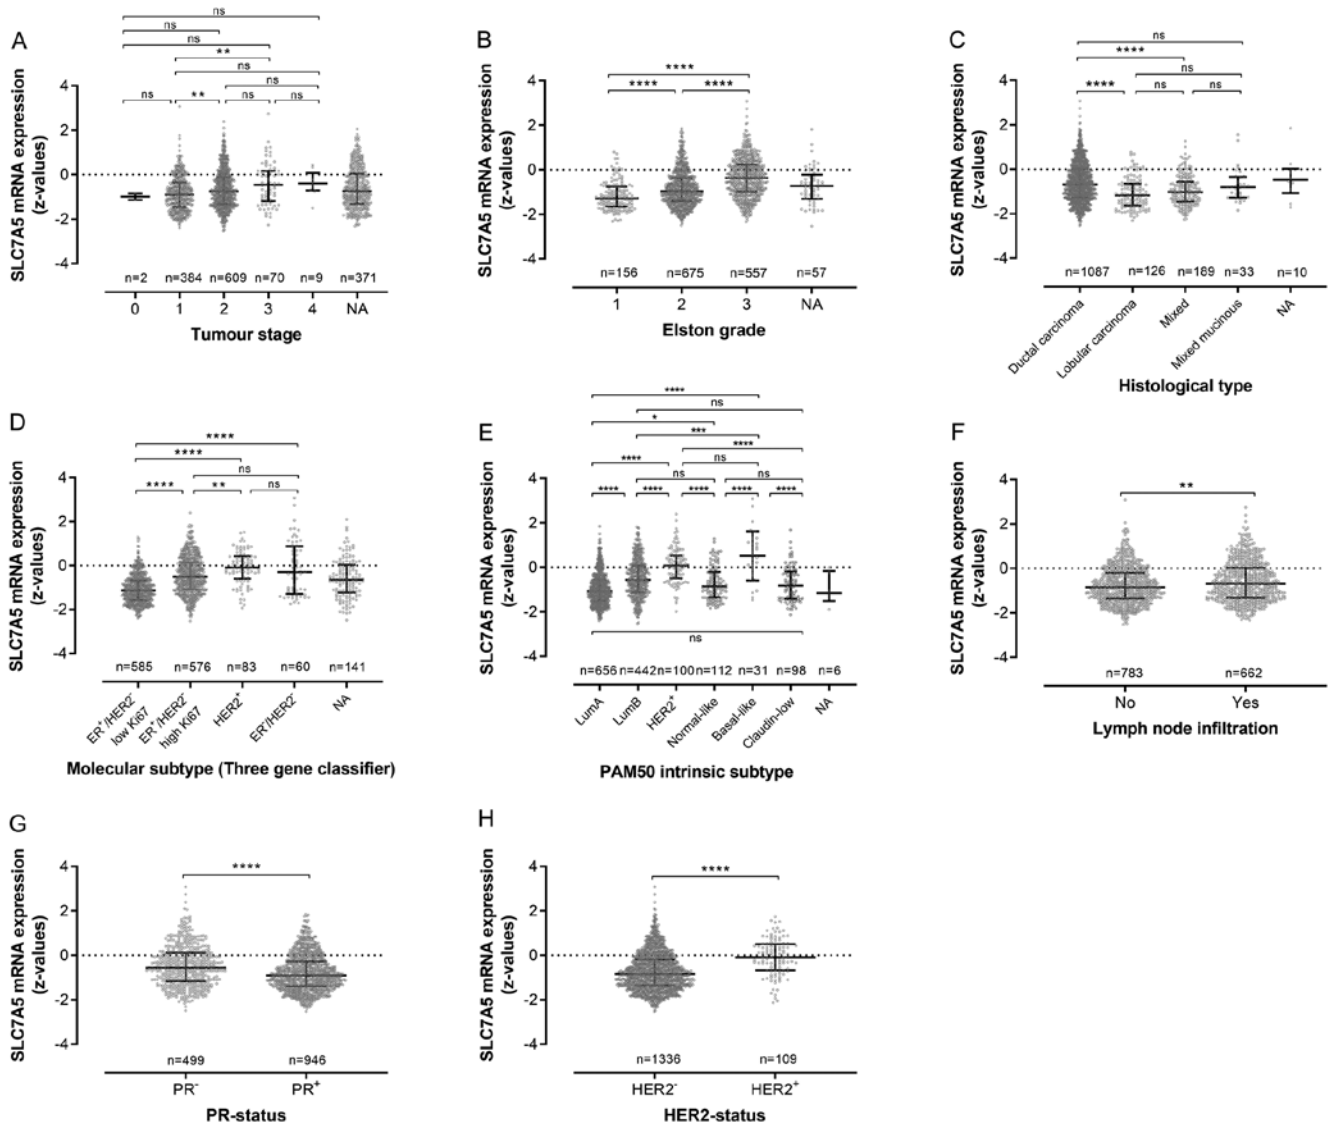 A
SLC7A5 mRNA expression
(z-values)
ns
ns
ns
**
ns
ns
ns
**
ns
ns
4
2
0
-2
-4
n=2 n=384 n=609 n=70 n=9 n=371
0 1 2 3 4 NA
Tumour stage
B
SLC7A5 mRNA expression
(z-values)
****
**** ****
4
2
0
-2
-4
n=156 n=675 n=557 n=57
1 2 3 NA
Elston grade
C
SLC7A5 mRNA expression
(z-values)
ns
****
ns
**** ns ns
4
2
0
-2
-4
n=1087 n=126 n=189 n=33 n=10
Ductal carcinoma
Lobular carcinoma
Mixed
Mixed mucinous
NA
Histological type
D
SLC7A5 mRNA expression
(z-values)
****
****
ns
**** ** ns
4
2
0
-2
-4
n=585 n=576 n=83 n=60 n=141
ER+/HER2-
low Ki67
ER+/HER2-
high Ki67
HER2+
ER-/HER2-
NA
Molecular subtype (Three gene classifier)
E
SLC7A5 mRNA expression
(z-values)
****
ns
*
***
****
**** ns
ns ns
**** **** **** **** ****
4
2
0
-2
-4
ns
n=656 n=442 n=100 n=112 n=31 n=98 n=6
LumA
LumB
HER2+
Normal-like
Basal-like
Claudin-low
NA
PAM50 intrinsic subtype
F
SLC7A5 mRNA expression
(z-values)
**
4
2
0
-2
-4
n=783 n=662
No Yes
Lymph node infiltration
G
SLC7A5 mRNA expression
(z-values)
****
4
2
0
-2
-4
n=499 n=946
PR- PR+
PR-status
H
SLC7A5 mRNA expression
(z-values)
****
4
2
0
-2
-4
n=1336 n=109
HER2- HER2+
HER2-status